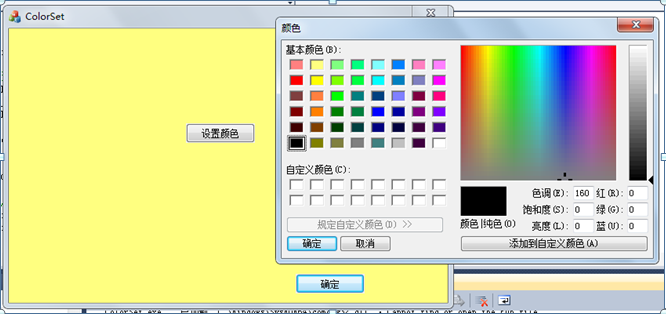 ColorSet
设置颜色
确定
颜色
基本颜色(B):
自定义颜色(C):
规定自定义颜色(D) >>
确定
取消
颜色|纯色(O)
色调(E): 160
饱和度(S): 0
亮度(L): 0
红(R): 0
绿(G): 0
蓝(U): 0
添加到自定义颜色(A)